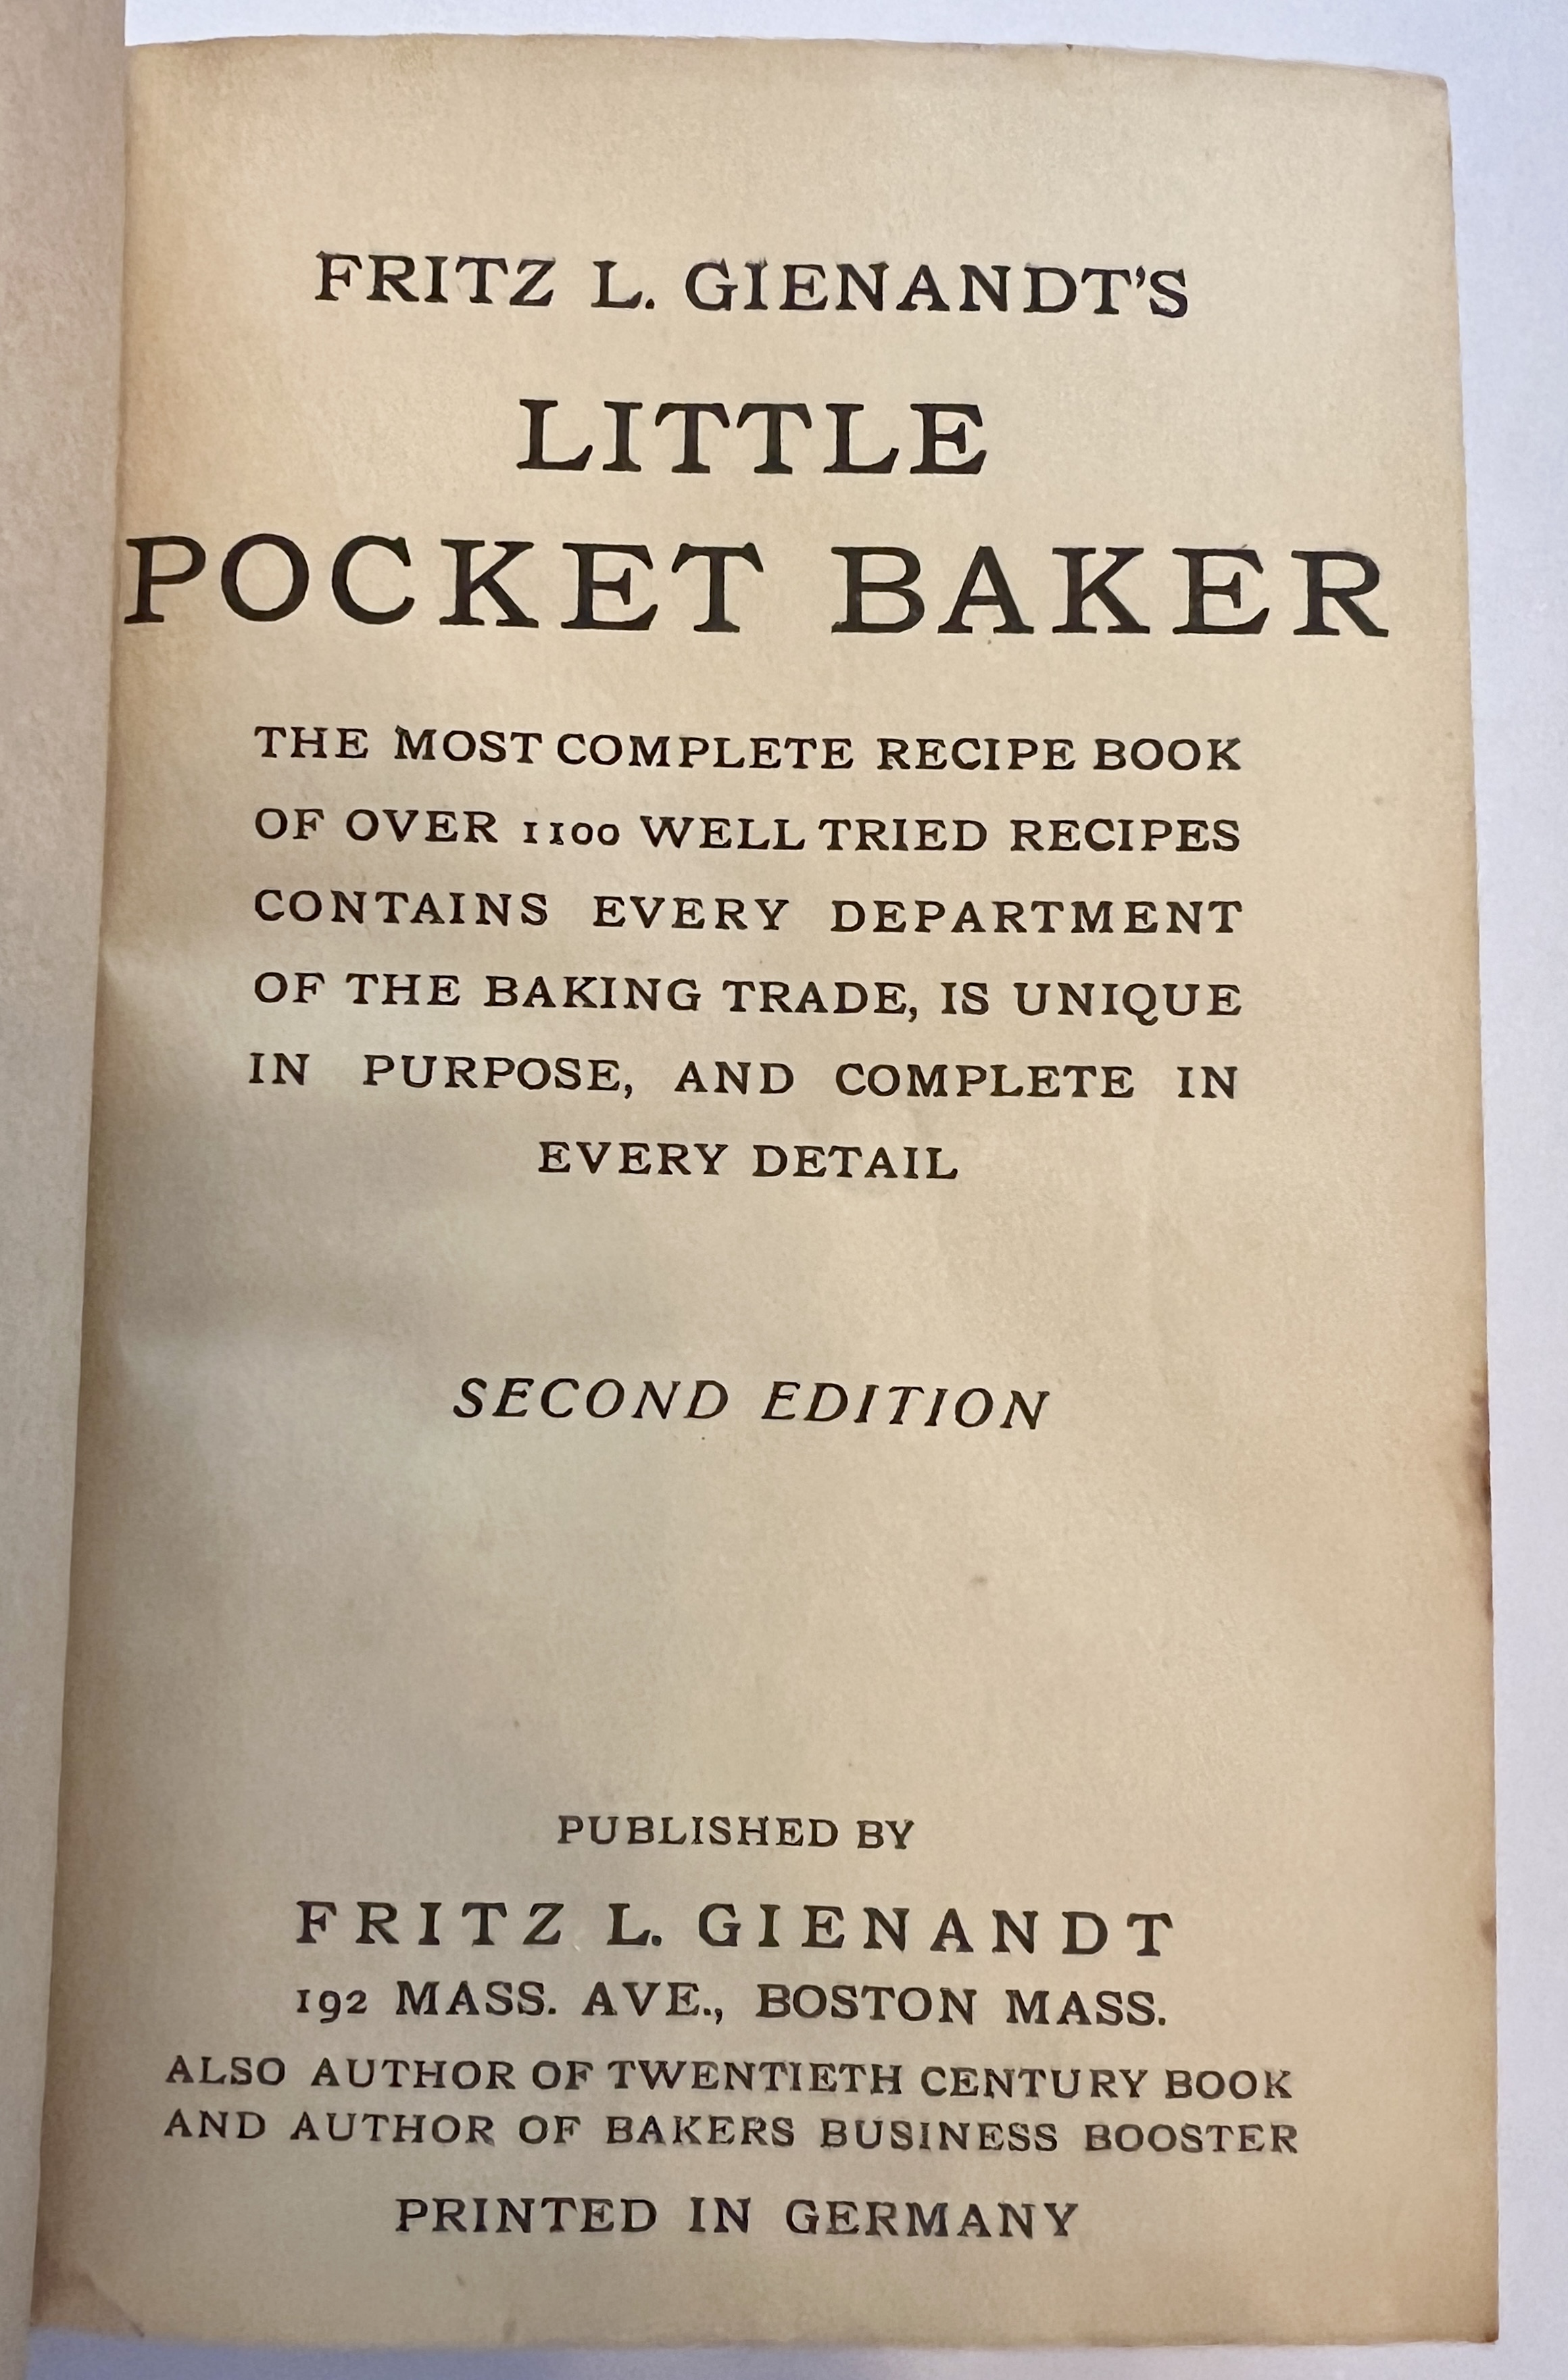 FRITZ L. GIENANDT'S
LITTLE
POCKET BAKER
THE MOST COMPLETE RECIPE BOOK
OF OVER 1100 WELL TRIED RECIPES
CONTAINS EVERY DEPARTMENT
OF THE BAKING TRADE, IS UNIQUE
IN PURPOSE, AND COMPLETE IN
EVERY DETAIL
SECOND EDITION
PUBLISHED BY
FRITZ L. GIENANDT
192 MASS. AVE., BOSTON MASS.
ALSO AUTHOR OF TWENTIETH CENTURY BOOK
AND AUTHOR OF BAKERS BUSINESS BOOSTER
PRINTED IN GERMANY